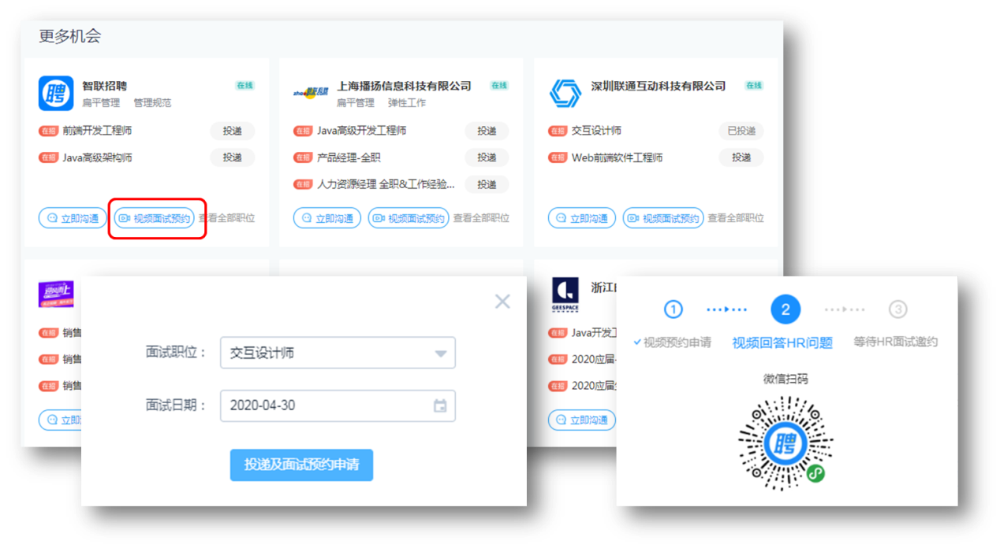 更多机会
聘
智联招聘
在线
扁平管理 管理规范
在招 前端开发工程师 投递
在招 Java高级架构师 投递
立即沟通 视频面试预约 查看全部职位
上海播扬信息科技有限公司
在线
扁平管理 弹性工作
在招 Java高级开发工程师 投递
在招 产品经理-全职 投递
在招 人力资源经理 全职&工作经验... 投递
立即沟通 视频面试预约 查看全部职位
深圳联通互动科技有限公司
在线
在招 交互设计师 已投递
在招 Web前端软件工程师 投递
立即沟通 视频面试预约 查看全部职位
在招 销售
在招 销售
在招 销售
立即
GEESPACE
浙江
在招 Java开发
在招 2020应届
在招 2020应届
立即沟通
面试职位：
交互设计师
面试日期：
2020-04-30
投递及面试预约申请
1 2 3
视频预约申请 视频回答HR问题 等待HR面试邀约
微信扫码
聘